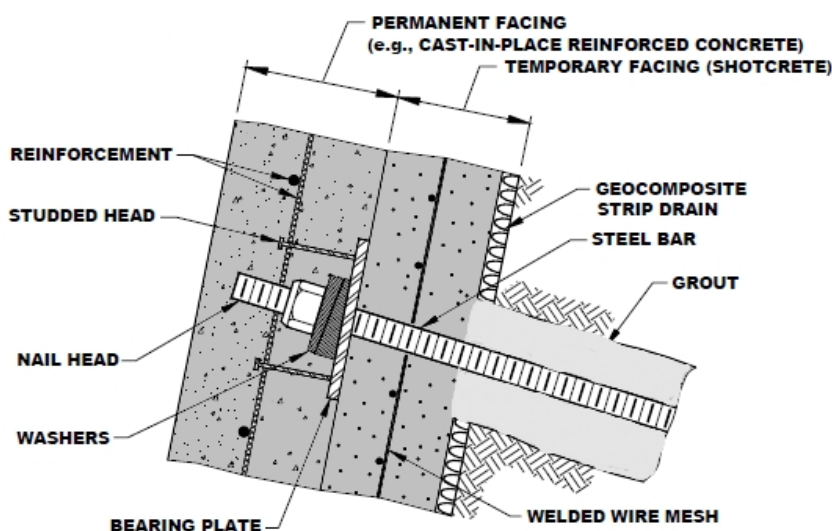 PERMANENT FACING
(e.g., CAST-IN-PLACE REINFORCED CONCRETE)
TEMPORARY FACING (SHOTCRETE)
REINFORCEMENT
STUDDED HEAD
GEOCOMPOSITE
STRIP DRAIN
STEEL BAR
GROUT
NAIL HEAD
WASHERS
BEARING PLATE
WELDED WIRE MESH